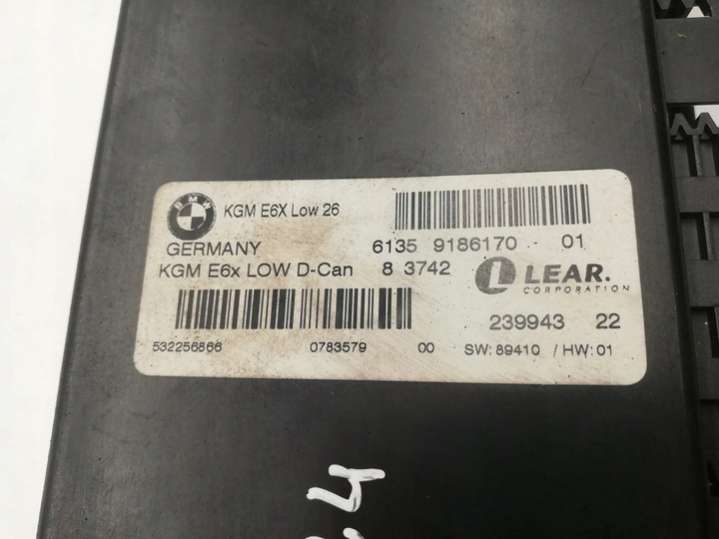 BMW
KGM E6X Low 26
GERMANY 6135 9186170 - 01
KGM E6x LOW D-Can 8 3742 L LEAR.
CORPORATION
239943 22
532256866 0783579 00 SW: 89410 / HW: 01